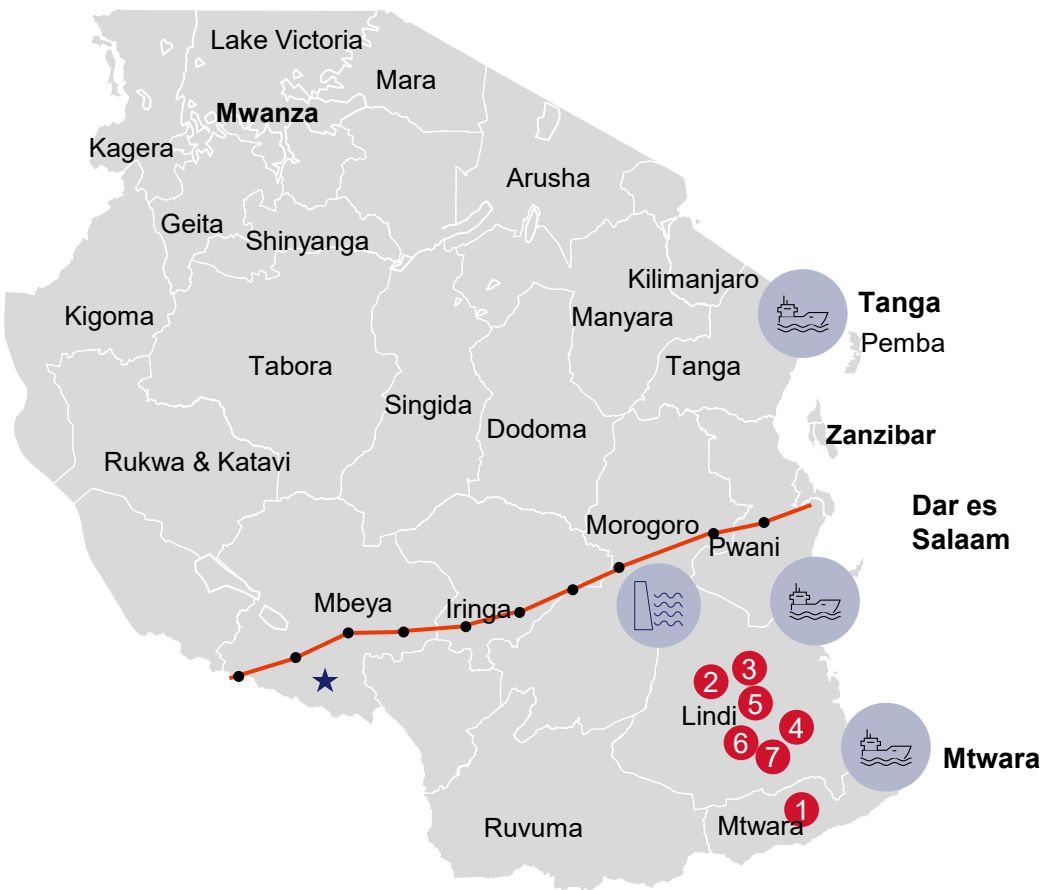 Lake Victoria
Mara
Mwanza
Kagera
Arusha
Geita
Shinyanga
Kilimanjaro
Tanga
Kigoma
Manyara
Pemba
Tabora
Tanga
Singida
Dodoma
Zanzibar
Rukwa & Katavi
Dar es
Salaam
Morogoro
Pwani
Mbeya
Iringa
3
2
5
Lindi
4
6
7
Mtwara
1
Ruvuma
Mtwara